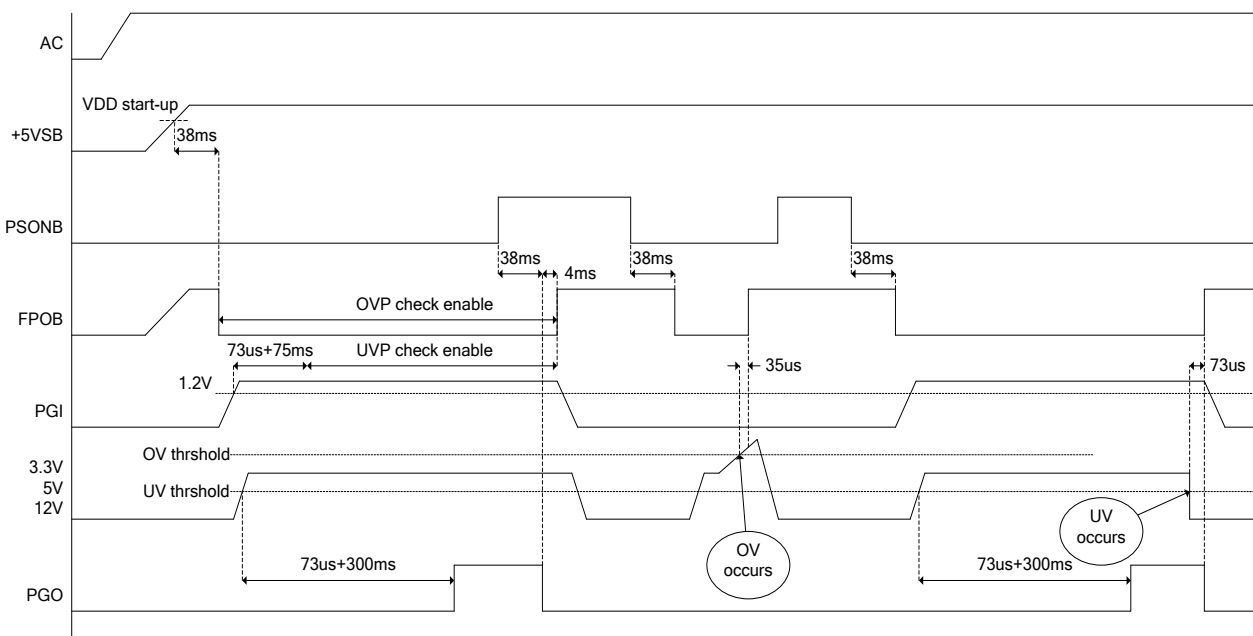 AC
VDD start-up
+5VSB
38ms
PSONB
38ms
4ms
38ms
38ms
FPOB
OVP check enable
73us+75ms
UVP check enable
35us
73us
1.2V
PGI
OV thrshold
3.3V
5V
12V
UV thrshold
OV
occurs
UV
occurs
73us+300ms
73us+300ms
PGO